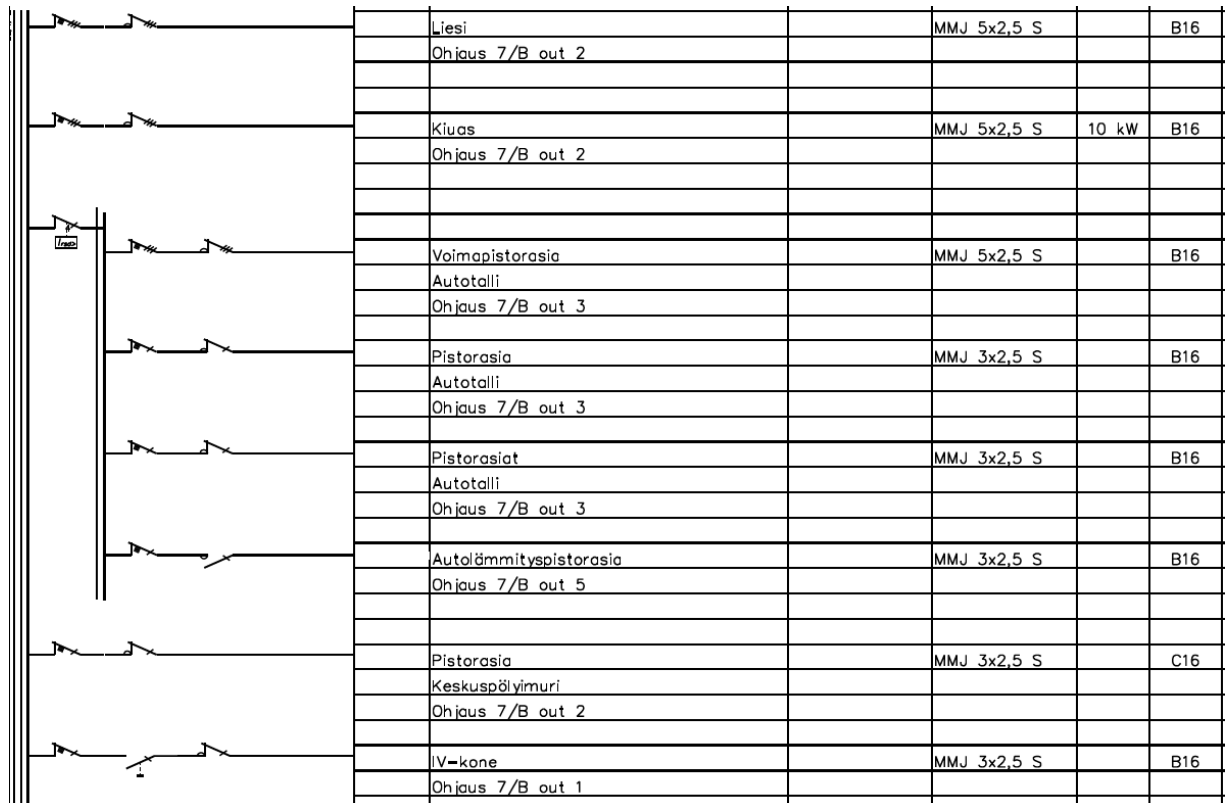 Liesi MMJ 5x2,5 S B16
Ohjaus 7/B out 2
Kiuas MMJ 5x2,5 S 10 kW B16
Ohjaus 7/B out 2
Voimapistorasia MMJ 5x2,5 S B16
Autotalli
Ohjaus 7/B out 3
Pistorasia MMJ 3x2,5 S B16
Autotalli
Ohjaus 7/B out 3
Pistorasiat MMJ 3x2,5 S B16
Autotalli
Ohjaus 7/B out 3
Autolämmityspistorasia MMJ 3x2,5 S B16
Ohjaus 7/B out 5
Pistorasia MMJ 3x2,5 S C16
Keskuspölyimuri
Ohjaus 7/B out 2
IV-kone MMJ 3x2,5 S B16
Ohjaus 7/B out 1